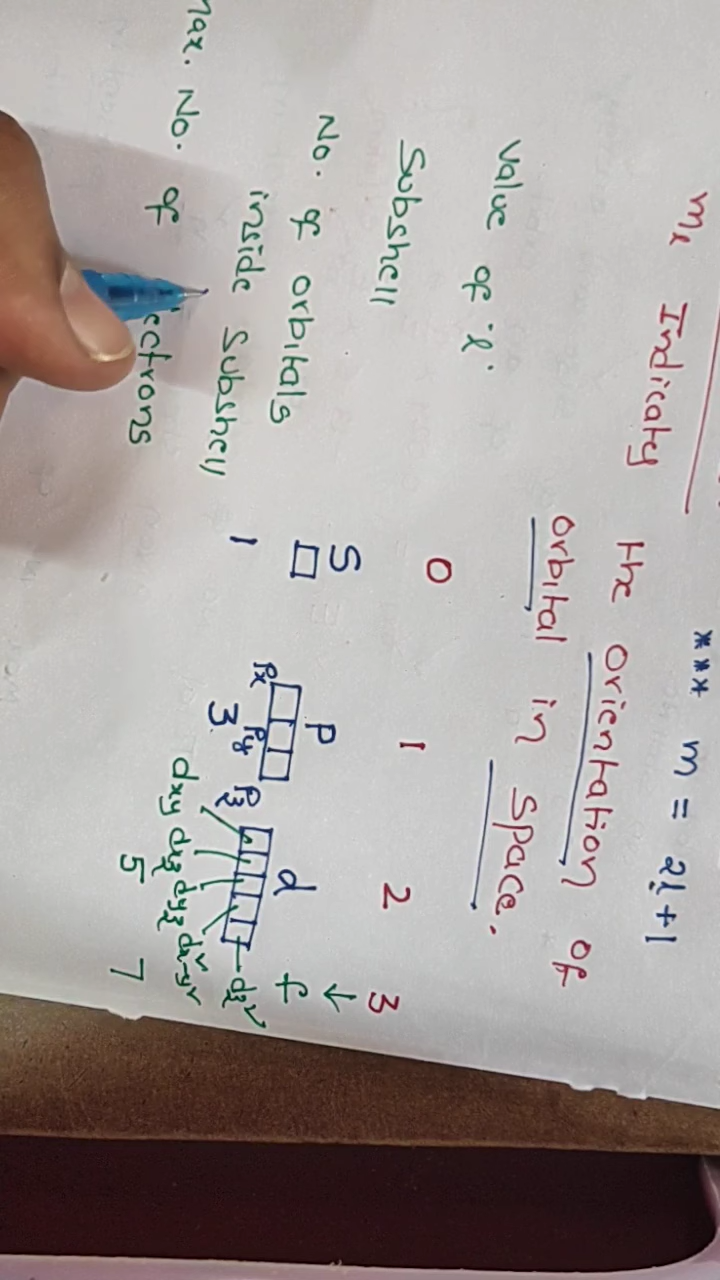 *** m = 2l+1
ml Indicates the orientation of
orbital in space.
Value of 'l' 0 1 2 3
Subshell S P d f
No. of orbitals
inside subshell 1 3 5 7
Px Py Pz
dxy dxz dyz dx²-y² dz²
Max. No. of